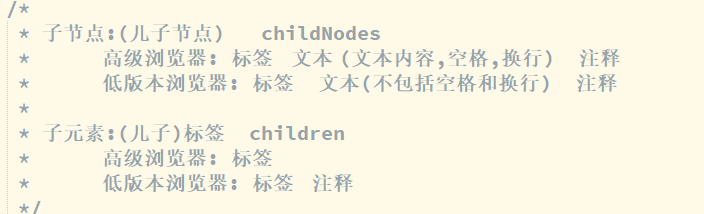 /*
* 子节点:(儿子节点) childNodes
* 高级浏览器: 标签 文本 (文本内容,空格,换行) 注释
* 低版本浏览器: 标签 文本(不包括空格和换行) 注释
*
* 子元素:(儿子)标签 children
* 高级浏览器: 标签
* 低版本浏览器: 标签 注释
*/